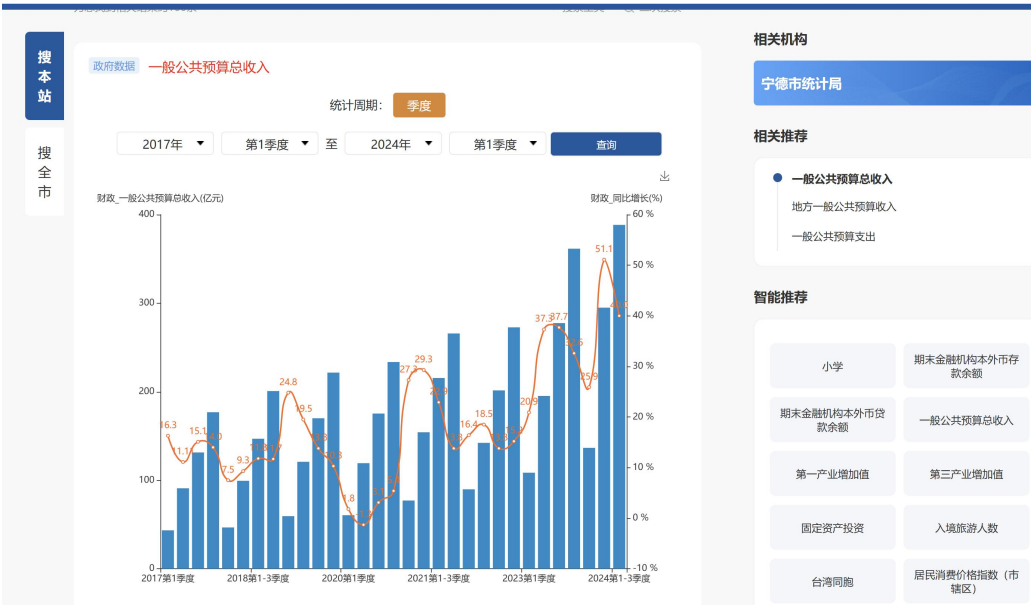 搜本站
搜全市
政府数据 一般公共预算总收入
统计周期： 季度
2017年 第1季度 至 2024年 第1季度 查询
财政_一般公共预算总收入(亿元) 财政_同比增长(%)
400
300
200
100
0
60 %
50 %
40 %
30 %
20 %
10 %
0 %
-10 %
16.3
11.1
15.1
7.5
9.3
24.8
19.5
1.8
27.3
29.3
16.4
18.5
20.9
37.3
37.7
25.9
51.1
2017第1季度 2018第1-3季度 2020第1季度 2021第1-3季度 2023第1季度 2024第1-3季度
相关机构
宁德市统计局
相关推荐
一般公共预算总收入
地方一般公共预算收入
一般公共预算支出
智能推荐
小学 期末金融机构本外币存
款余额
期末金融机构本外币贷
款余额 一般公共预算总收入
第一产业增加值 第三产业增加值
固定资产投资 入境旅游人数
台湾同胞 居民消费价格指数（市
辖区）